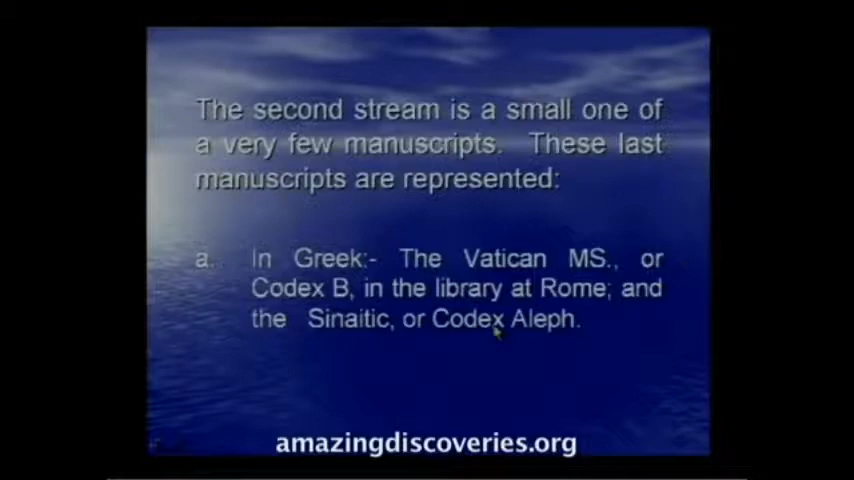 The second stream is a small one of
a very few manuscripts. These last
manuscripts are represented:
a. In Greek:- The Vatican MS., or
Codex B, in the library at Rome; and
the Sinaitic, or Codex Aleph.
amazingdiscoveries.org